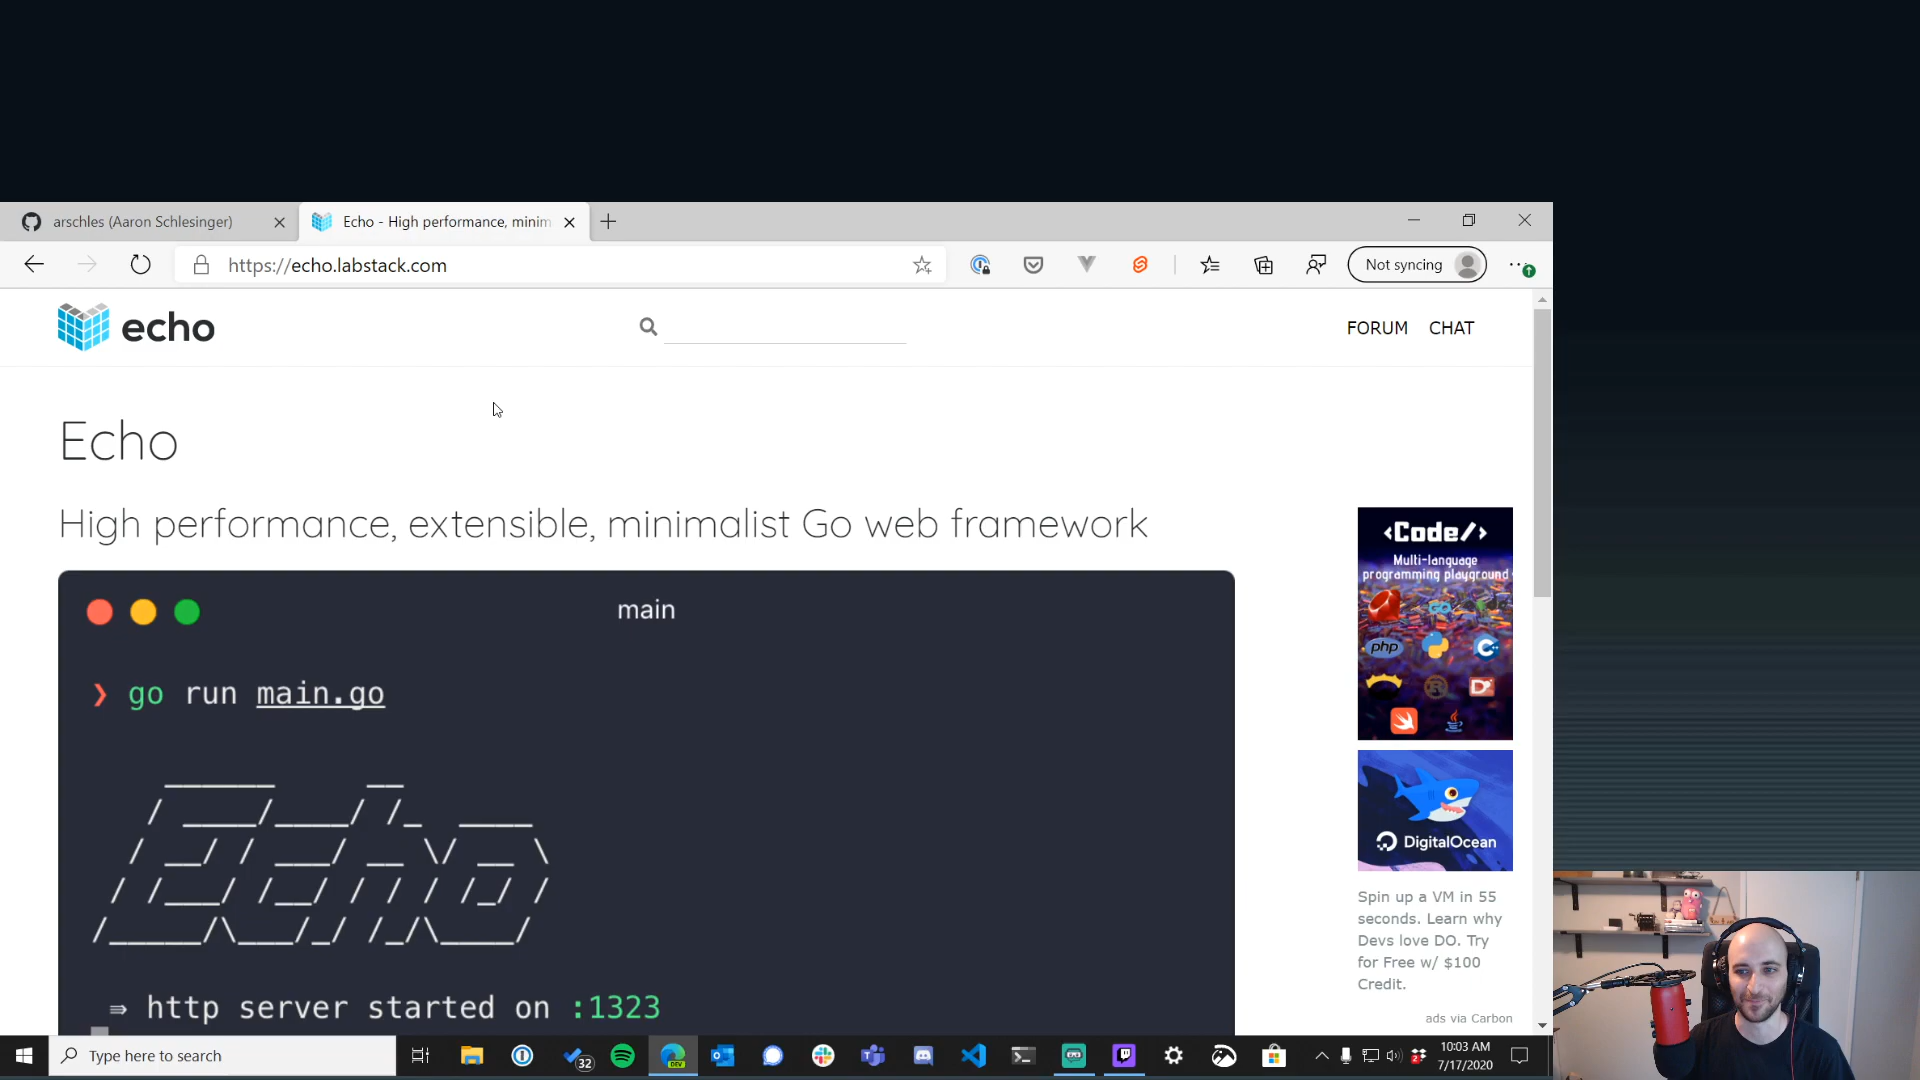 arschles (Aaron Schlesinger)
Echo - High performance, minim
https://echo.labstack.com
Not syncing
echo
FORUM
CHAT
Echo
High performance, extensible, minimalist Go web framework
main
❯ go run main.go
Echo
⇒ http server started on :1323
<Code/>
Multi-language
programming playground
GO
php
DigitalOcean
Spin up a VM in 55
seconds. Learn why
Devs love DO. Try
for Free w/ $100
Credit.
ads via Carbon
Type here to search
32
DEV
10:03 AM
7/17/2020